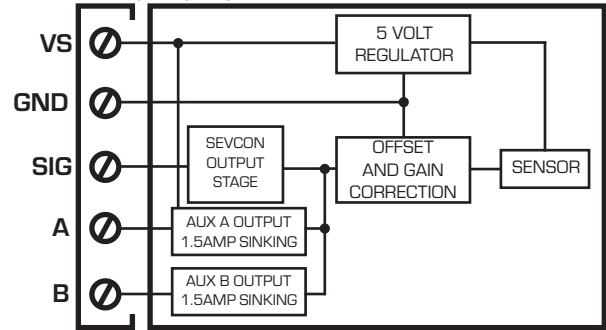 VS
GND
SIG
A
B
5 VOLT
REGULATOR
SEVCON
OUTPUT
STAGE
OFFSET
AND GAIN
CORRECTION
SENSOR
AUX A OUTPUT
1.5AMP SINKING
AUX B OUTPUT
1.5AMP SINKING